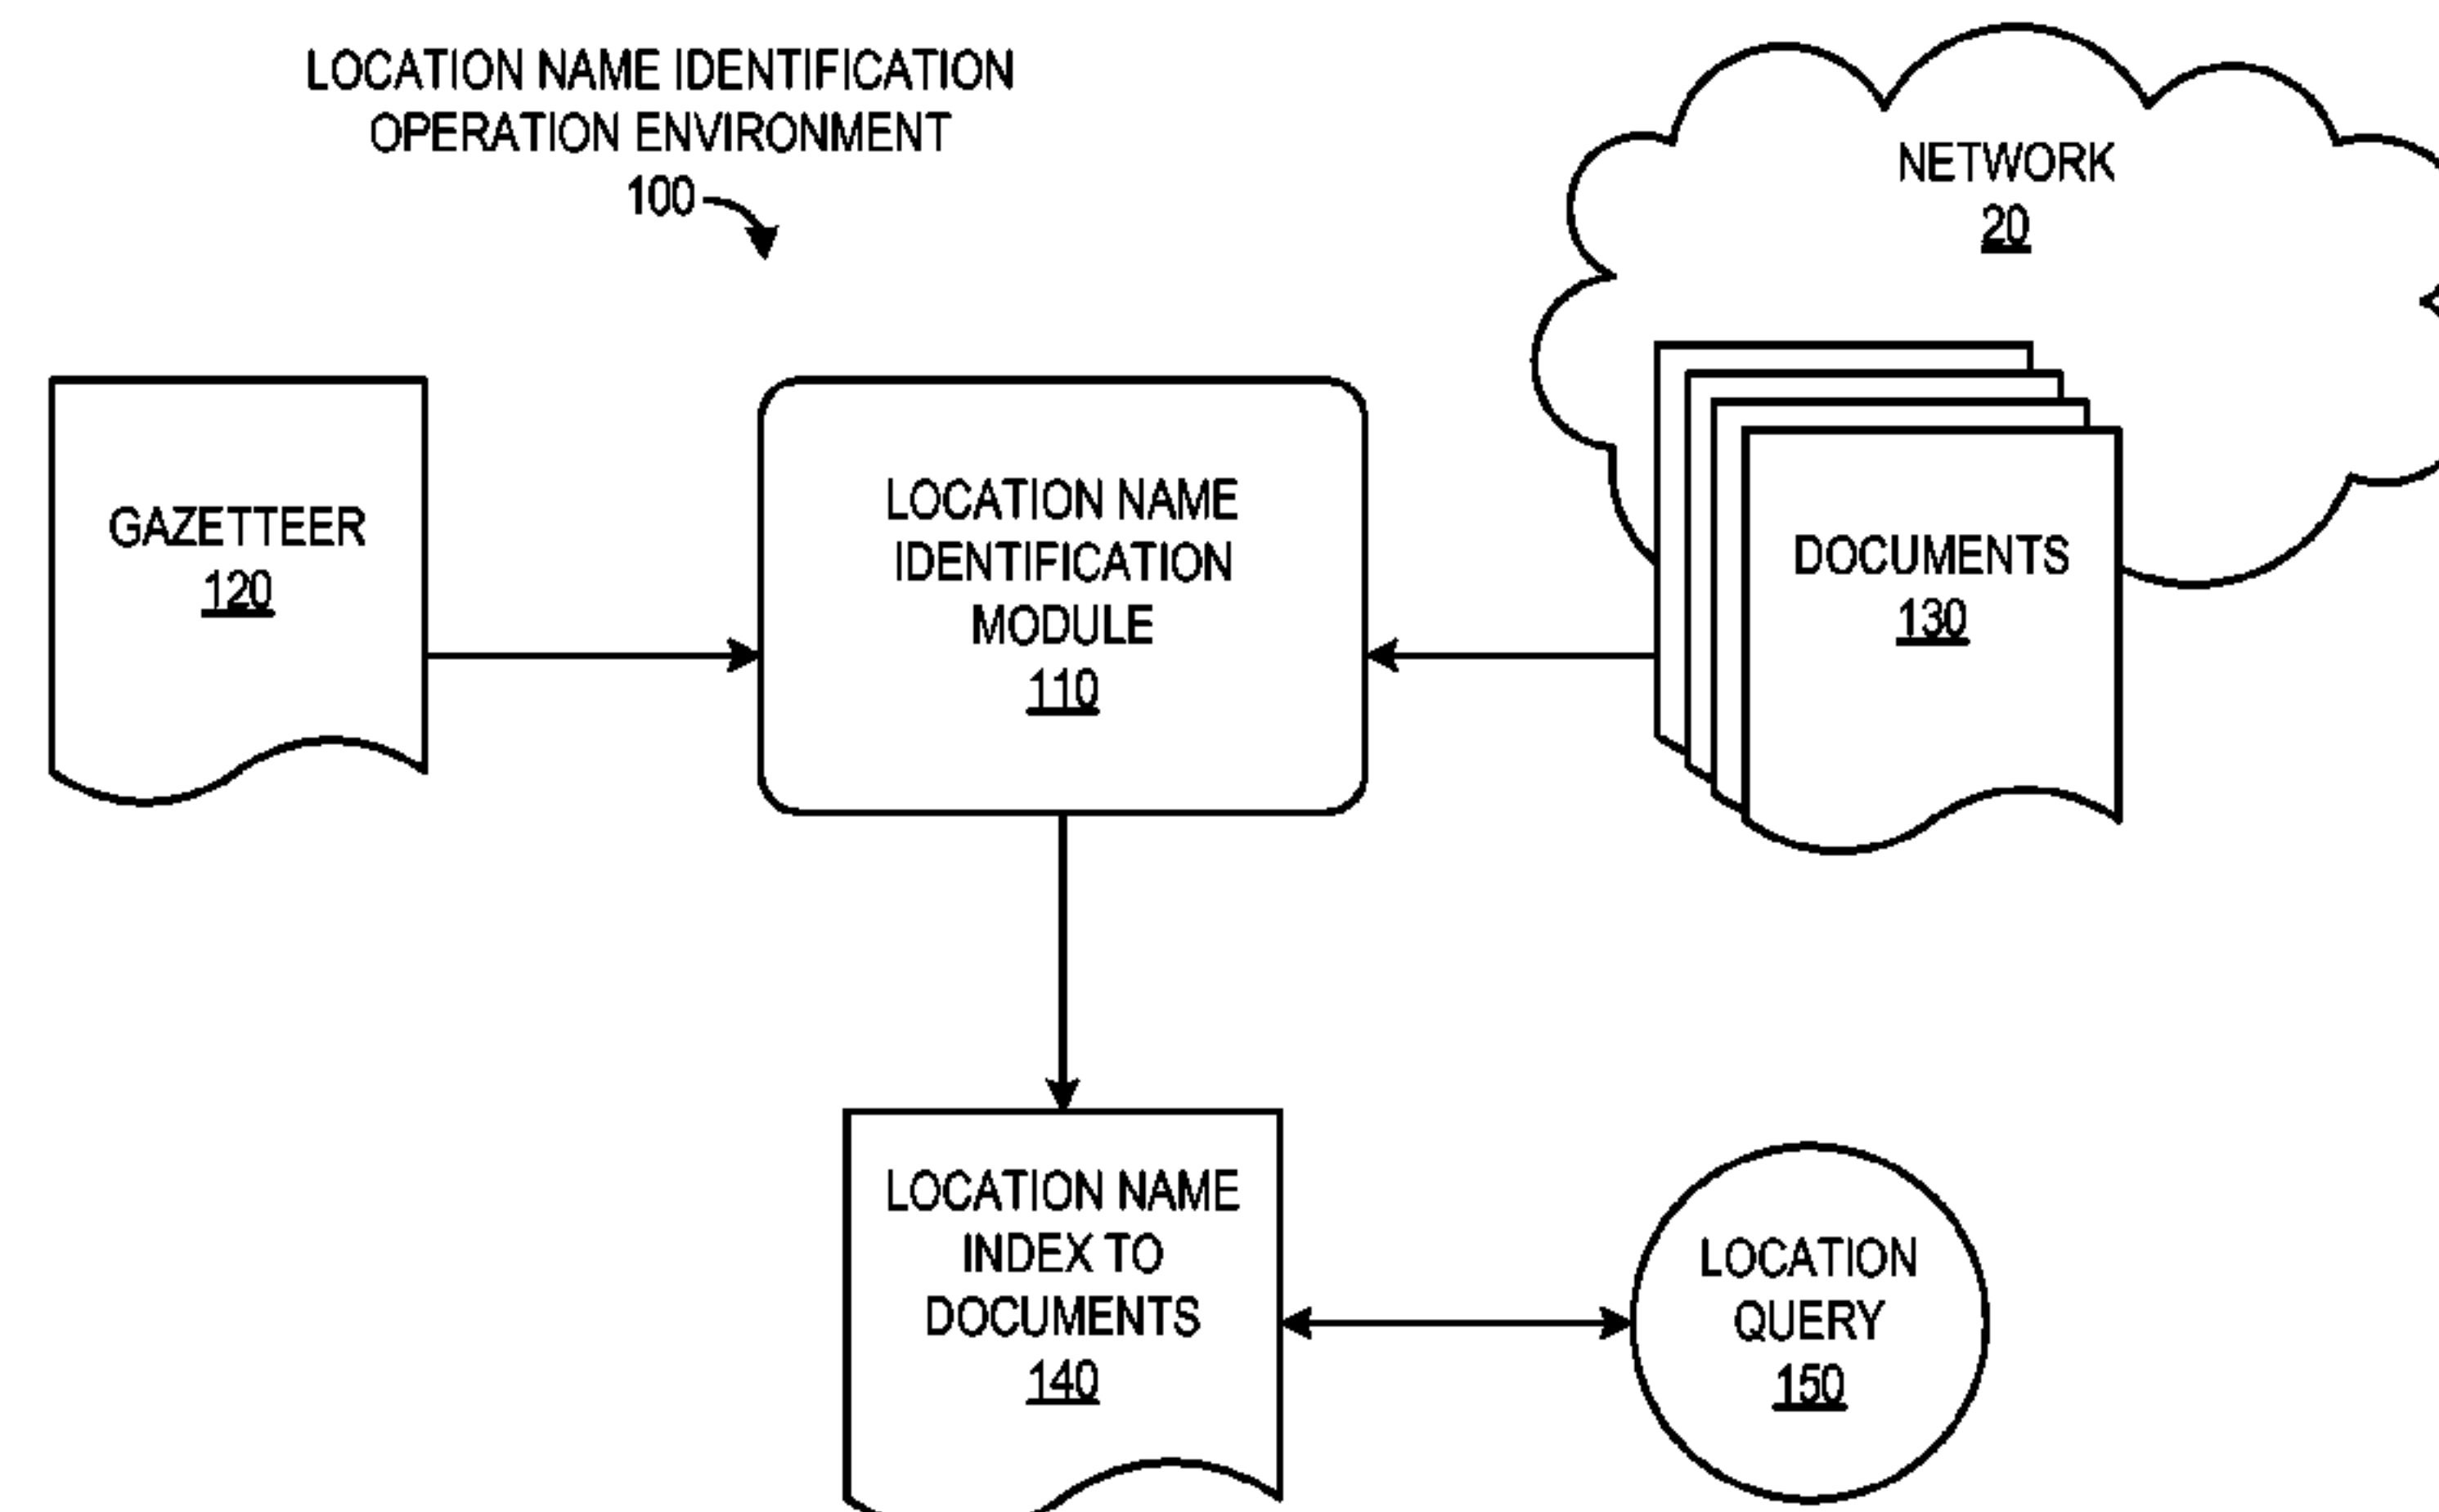 LOCATION NAME IDENTIFICATION
OPERATION ENVIRONMENT
100
NETWORK
20
GAZETTEER
120
LOCATION NAME
IDENTIFICATION
MODULE
110
DOCUMENTS
130
LOCATION NAME
INDEX TO
DOCUMENTS
140
LOCATION
QUERY
150